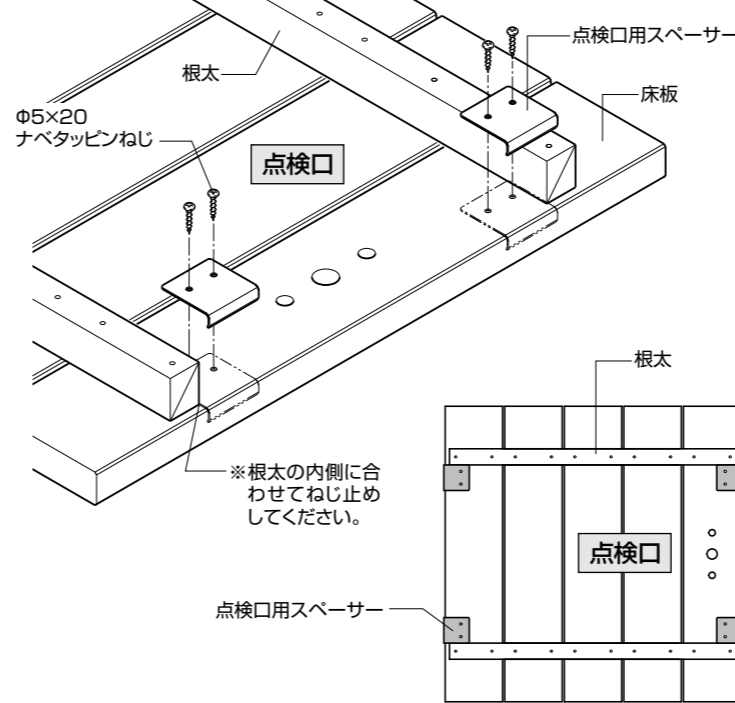 点検口用スペーサー
根太
床板
Φ5×20
ナベタッピンねじ
点検口
※根太の内側に合
わせてねじ止め
してください。
根太
点検口
点検口用スペーサー